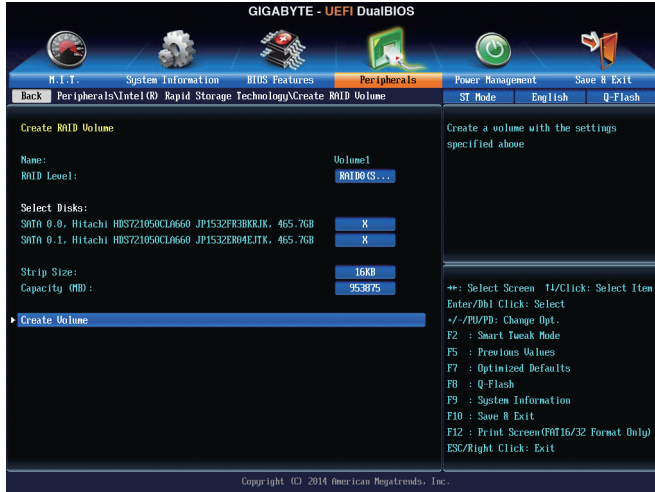 GIGABYTE - UEFI DualBIOS
M.I.T. System Information BIOS Features Peripherals Power Management Save & Exit
Back Peripherals\Intel(R) Rapid Storage Technology\Create RAID Volume ST Mode English Q-Flash
Create RAID Volume
Name: Volume1
RAID Level: RAID0(S...
Select Disks:
SATA 0.0, Hitachi HDS721050CLA660 JP1532FR3BKRJK, 465.7GB X
SATA 0.1, Hitachi HDS721050CLA660 JP1532ER04EJTK, 465.7GB X
Strip Size: 16KB
Capacity (MB): 953875
Create Volume
Create a volume with the settings
specified above
→←: Select Screen ↑↓/Click: Select Item
Enter/Dbl Click: Select
+/-/PU/PD: Change Opt.
F2 : Smart Tweak Mode
F5 : Previous Values
F7 : Optimized Defaults
F8 : Q-Flash
F9 : System Information
F10 : Save & Exit
F12 : Print Screen(FAT16/32 Format Only)
ESC/Right Click: Exit
Copyright (C) 2014 American Megatrends, Inc.